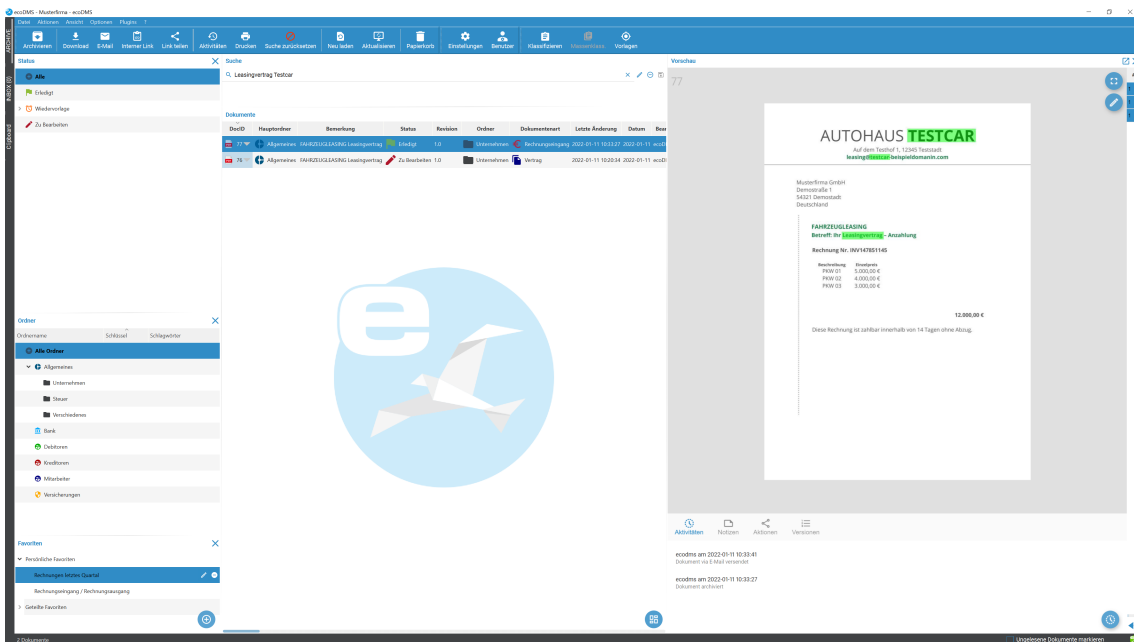 ecoDMS - Musterfirma - ecoDMS
Datei Aktionen Ansicht Optionen Plugins ?
Archivieren Download E-Mail Interner Link Link teilen Aktivitäten Drucken Suche zurücksetzen Neu laden Aktualisieren Papierkorb Einstellungen Benutzer Klassifizieren Vorlagen
ARCHIVE
INBOX (0)
Clipboard
Status
Alle
Erledigt
Wiedervorlage
Zu Bearbeiten
Ordner
Ordnername Schlüssel Schlagwörter
Alle Ordner
Allgemeines
Unternehmen
Steuer
Verschiedenes
Bank
Debitoren
Kreditoren
Mitarbeiter
Versicherungen
Favoriten
Persönliche Favoriten
Rechnungen letztes Quartal
Rechnungseingang / Rechnungsausgang
Geteilte Favoriten
2 Dokumente
Suche
Leasingvertrag Testcar
Dokumente
DocID Hauptordner Bemerkung Status Revision Ordner Dokumentenart Letzte Änderung Datum Bear
77 Allgemeines FAHRZEUGLEASING Leasingvertrag Erledigt 1.0 Unternehmen Rechnungseingang 2022-01-11 10:33:27 2022-01-11 ecoD
76 Allgemeines FAHRZEUGLEASING Leasingvertrag Zu Bearbeiten 1.0 Unternehmen Vertrag 2022-01-11 10:20:34 2022-01-11 ecoD
e
Vorschau
77
AUTOHAUS TESTCAR
Auf dem Testhof 1, 12345 Teststadt
leasing@testcar-beispieldomanin.com
Musterfirma GmbH
Demostraße 1
54321 Demostadt
Deutschland
FAHRZEUGLEASING
Betreff: Ihr Leasingvertrag - Anzahlung
Rechnung Nr. INV147851145
Beschreibung Einzelpreis
PKW 01 5.000,00 €
PKW 02 4.000,00 €
PKW 03 3.000,00 €
12.000,00 €
Diese Rechnung ist zahlbar innerhalb von 14 Tagen ohne Abzug.
Aktivitäten Notizen Aktionen Versionen
ecodms am 2022-01-11 10:33:41
Dokument via E-Mail versendet
ecodms am 2022-01-11 10:33:27
Dokument archiviert
Ungelesene Dokumente markieren